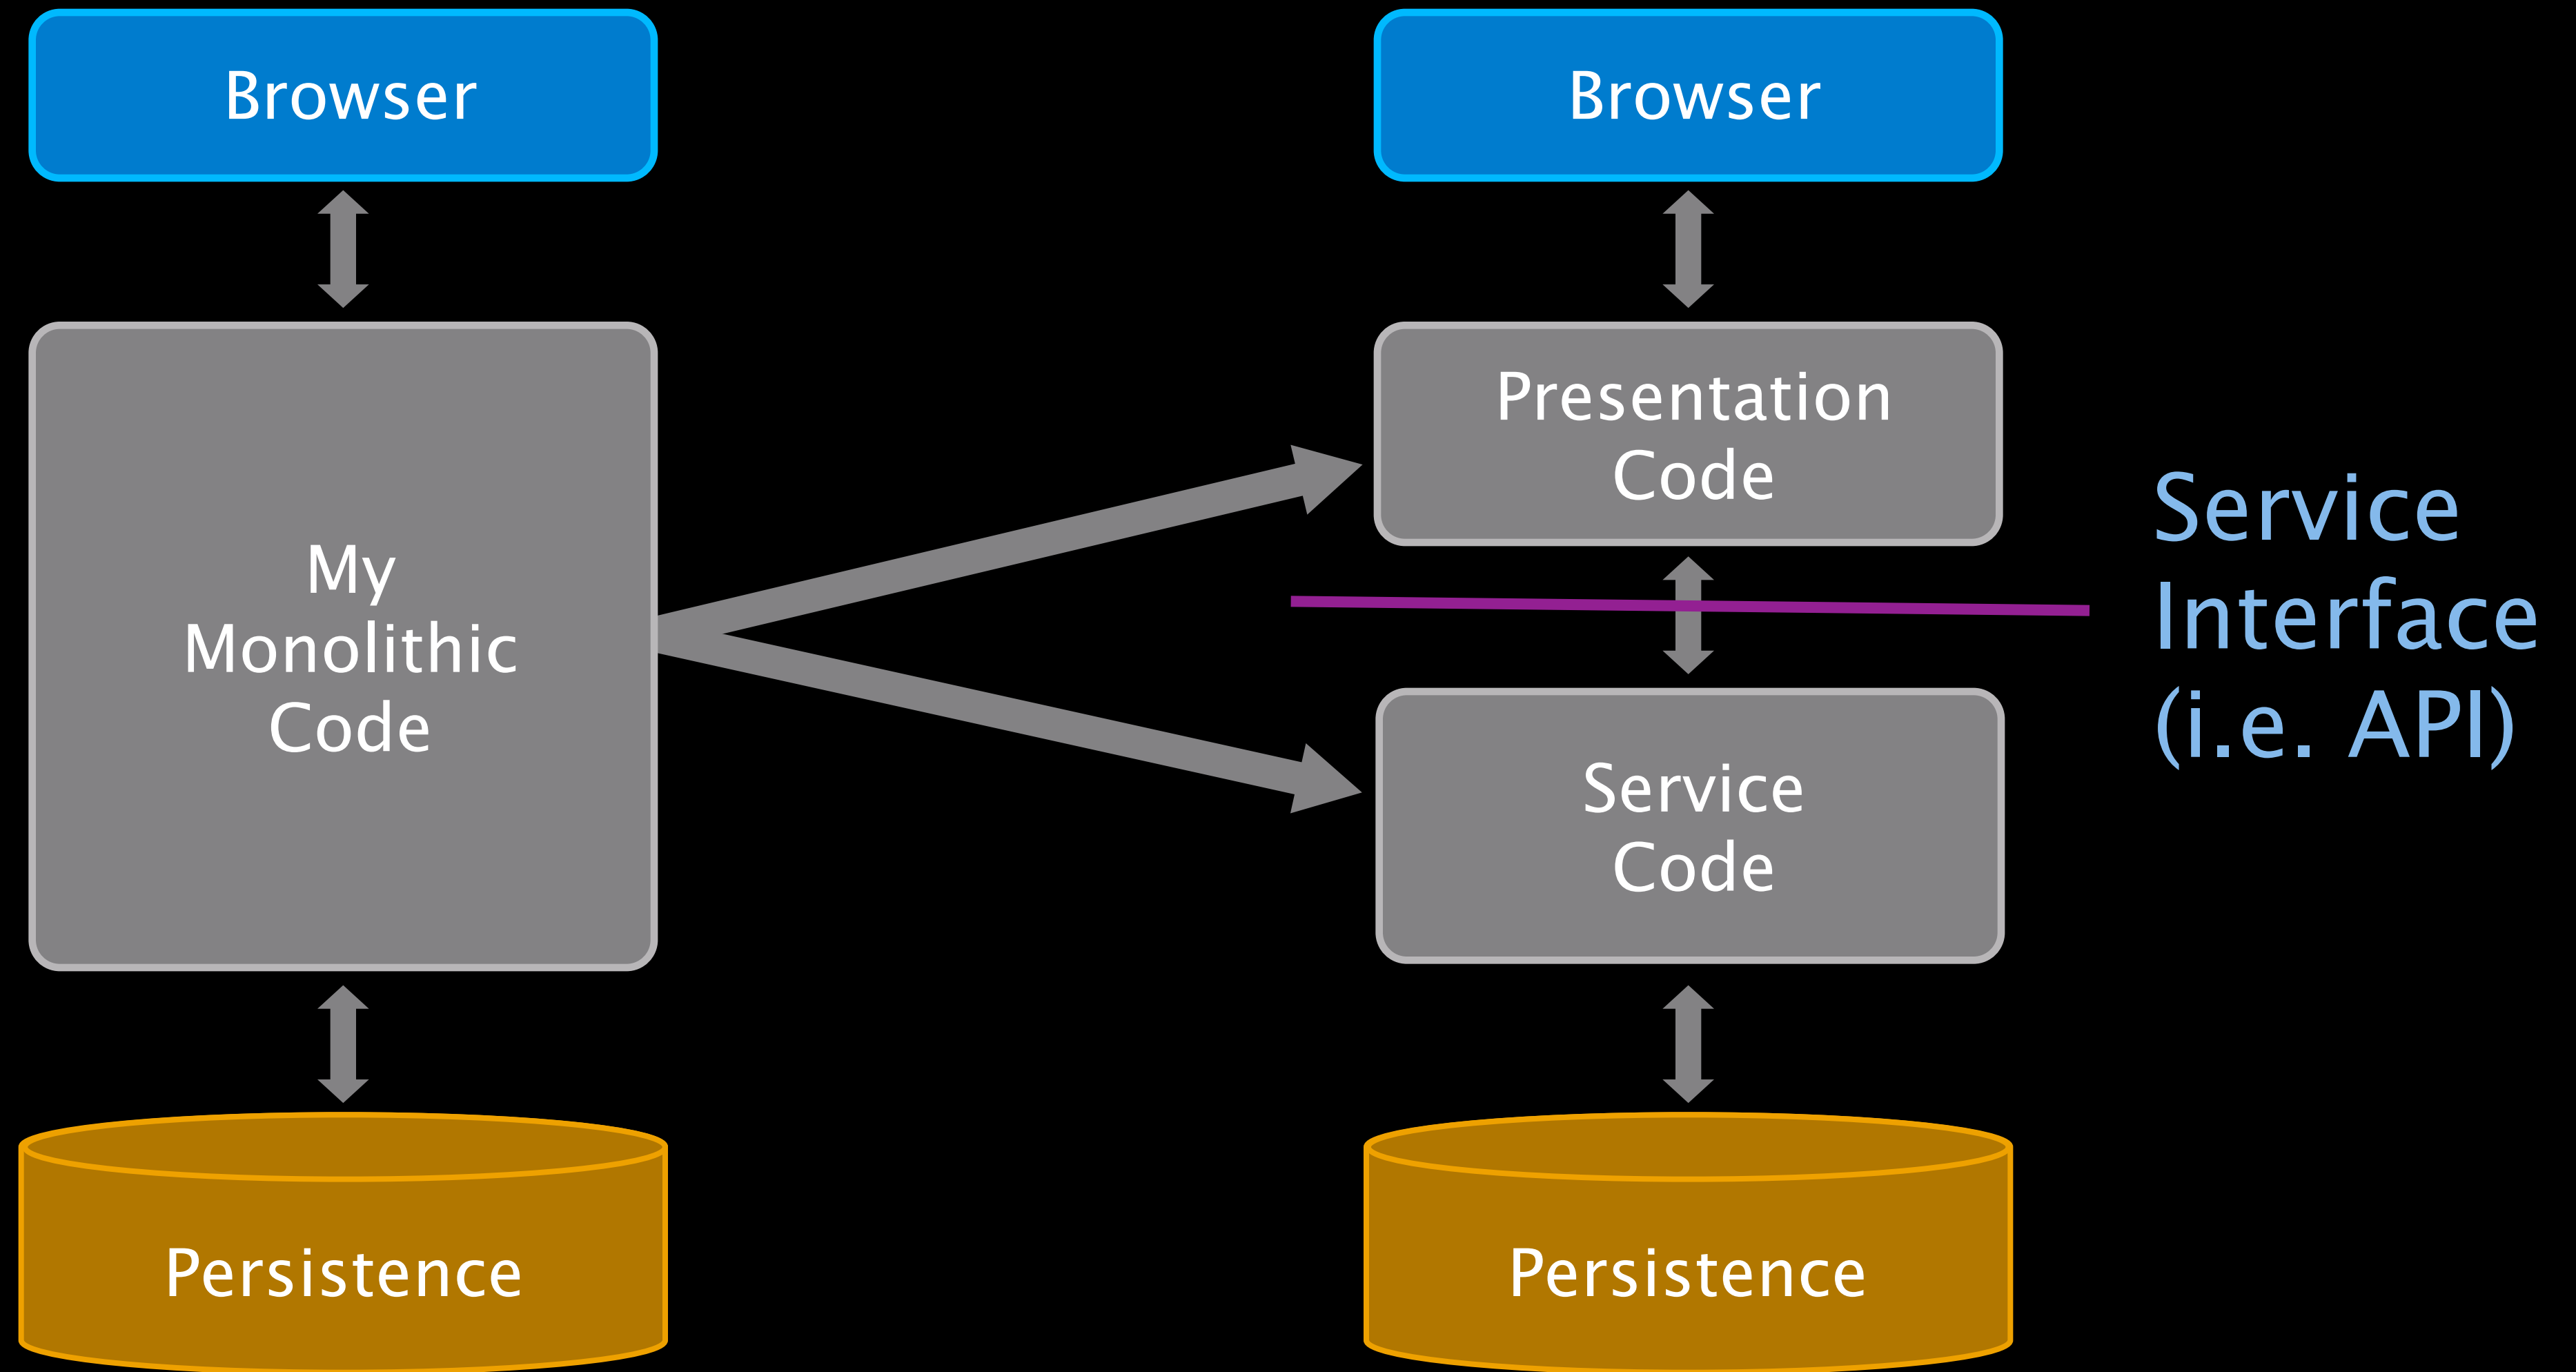 Browser
My
Monolithic
Code
Persistence
Browser
Presentation
Code
Service
Code
Persistence
Service
Interface
(i.e. API)